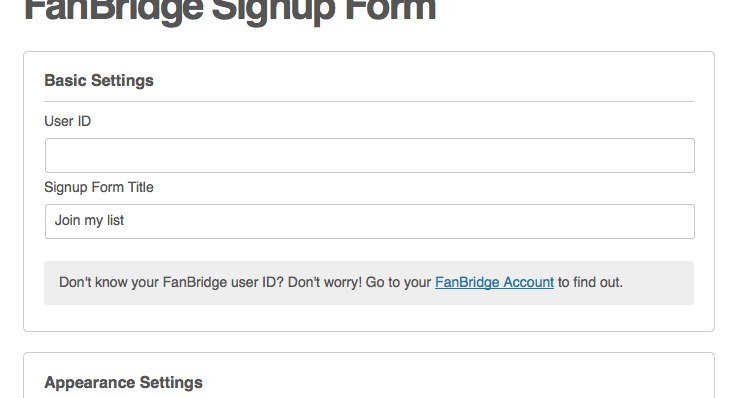 FanBridge Signup Form
Basic Settings
User ID
Signup Form Title
Join my list
Don't know your FanBridge user ID? Don't worry! Go to your FanBridge Account to find out.
Appearance Settings